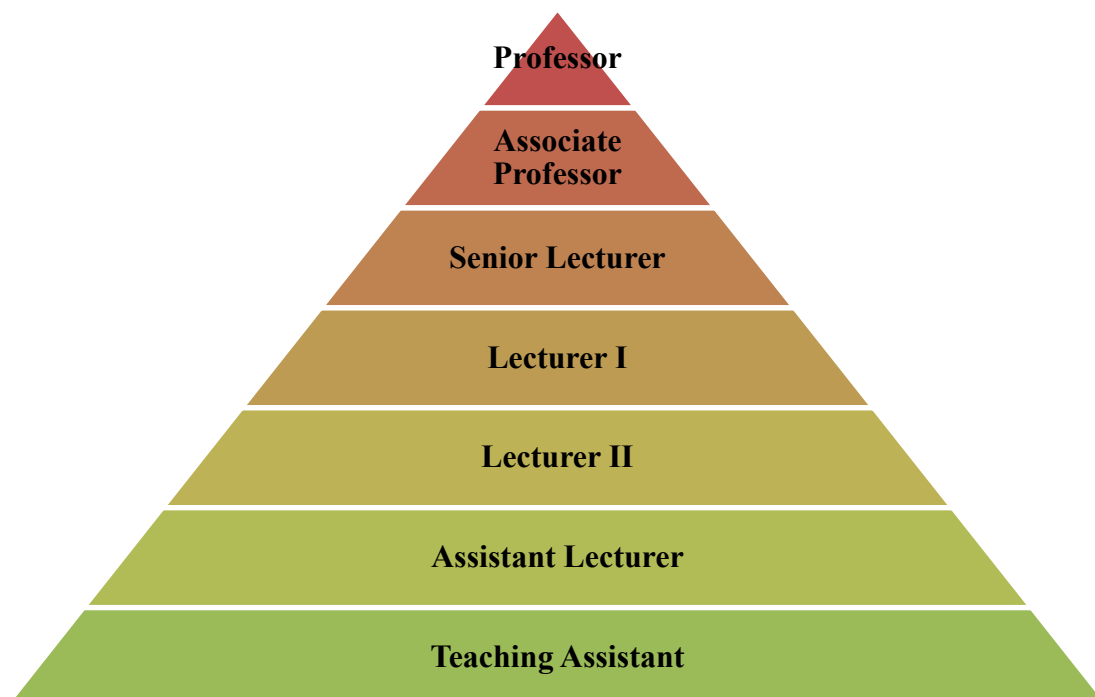 Professor
Associate
Professor
Senior Lecturer
Lecturer I
Lecturer II
Assistant Lecturer
Teaching Assistant